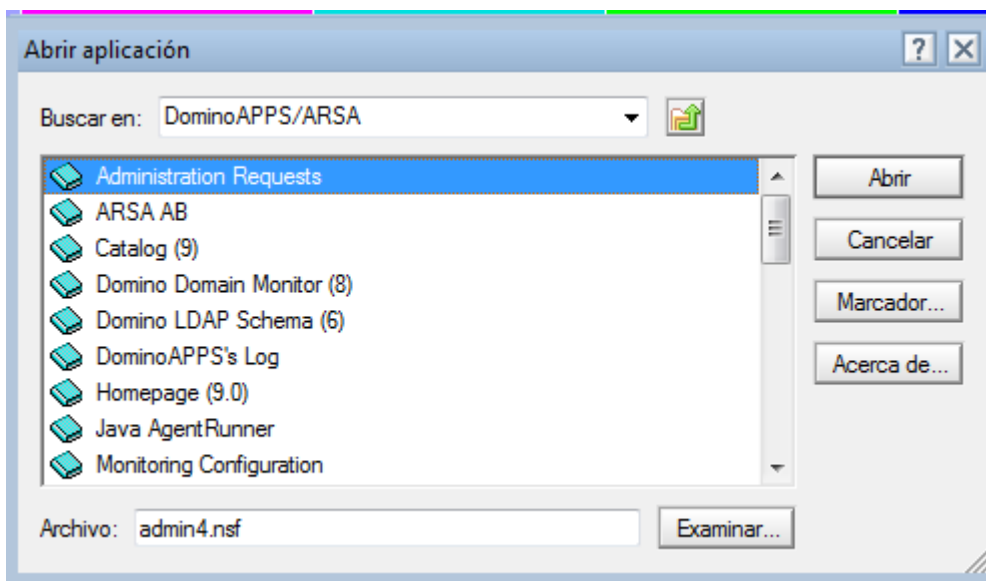 Abrir aplicación
Buscar en: DominoAPPS/ARSA
Administration Requests
ARSA AB
Catalog (9)
Domino Domain Monitor (8)
Domino LDAP Schema (6)
DominoAPPS's Log
Homepage (9.0)
Java AgentRunner
Monitoring Configuration
Abrir
Cancelar
Marcador...
Acerca de...
Archivo: admin4.nsf
Examinar...